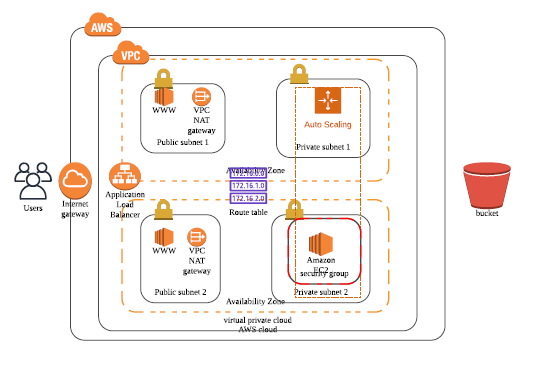 AWS
VPC
WWW
VPC
NAT
gateway
Public subnet 1
Auto Scaling
Private subnet 1
Availability Zone
172.16.0.0
172.16.1.0
172.16.2.0
Route table
Users
Internet
gateway
Application
Load
Balancer
bucket
WWW
VPC
NAT
gateway
Public subnet 2
Amazon
EC2
security group
Private subnet 2
Availability Zone
virtual private cloud
AWS cloud